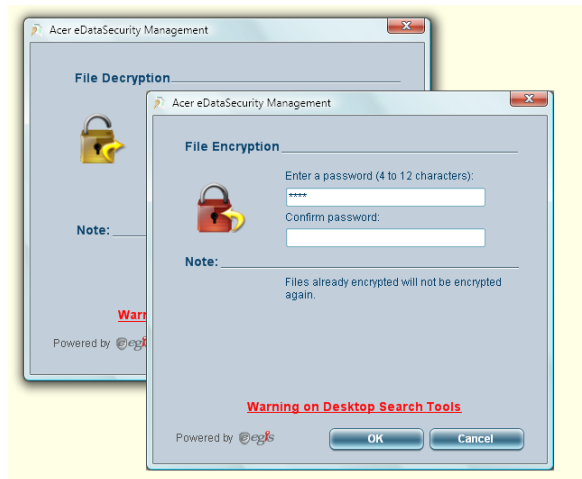 Acer eDataSecurity Management
File Decryption
Note:
Powered by egis
Acer eDataSecurity Management
File Encryption
Enter a password (4 to 12 characters):
****
Confirm password:
Note:
Files already encrypted will not be encrypted
again.
Warning on Desktop Search Tools
Powered by egis
OK
Cancel